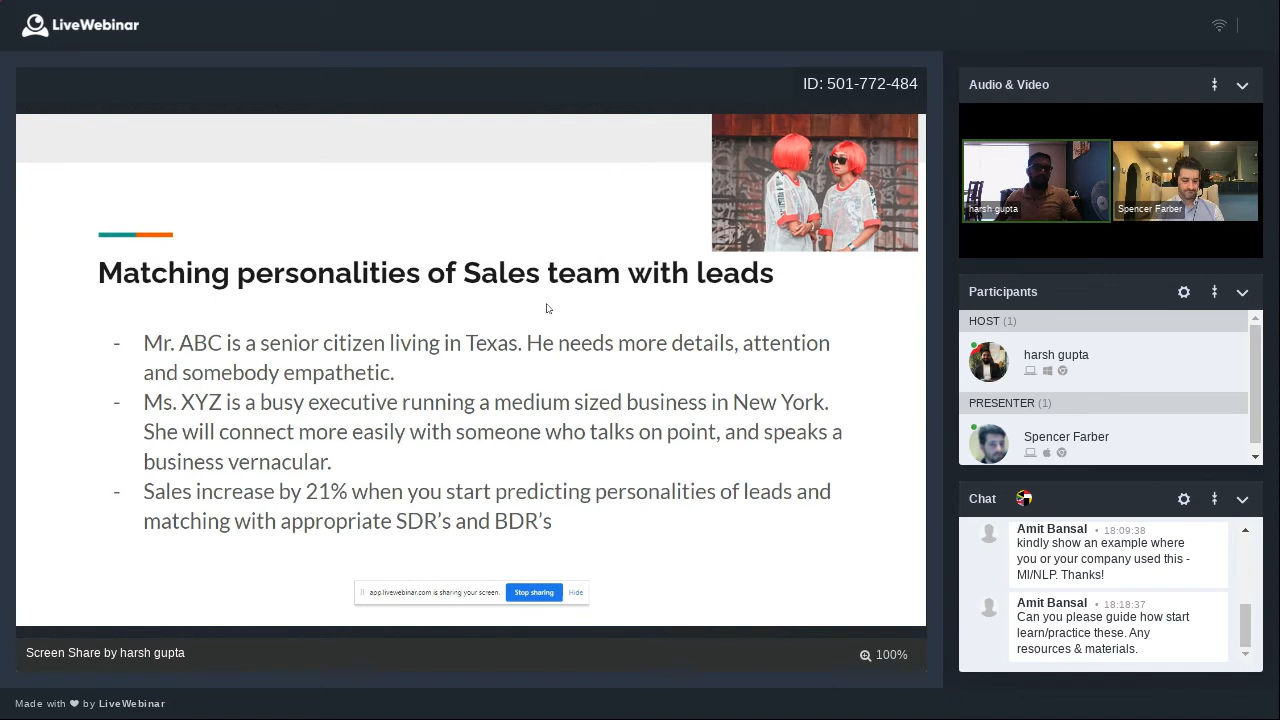 LiveWebinar
ID: 501-772-484
Matching personalities of Sales team with leads
- Mr. ABC is a senior citizen living in Texas. He needs more details, attention
and somebody empathetic.
- Ms. XYZ is a busy executive running a medium sized business in New York.
She will connect more easily with someone who talks on point, and speaks a
business vernacular.
- Sales increase by 21% when you start predicting personalities of leads and
matching with appropriate SDR's and BDR's
app.livewebinar.com is sharing your screen. Stop sharing Hide
Screen Share by harsh gupta
100%
Made with by LiveWebinar
Audio & Video
harsh gupta
Spencer Farber
Participants
HOST (1)
harsh gupta
PRESENTER (1)
Spencer Farber
Chat
Amit Bansal • 18:09:38
kindly show an example where
you or your company used this -
MI/NLP. Thanks!
Amit Bansal • 18:18:37
Can you please guide how start
learn/practice these. Any
resources & materials.